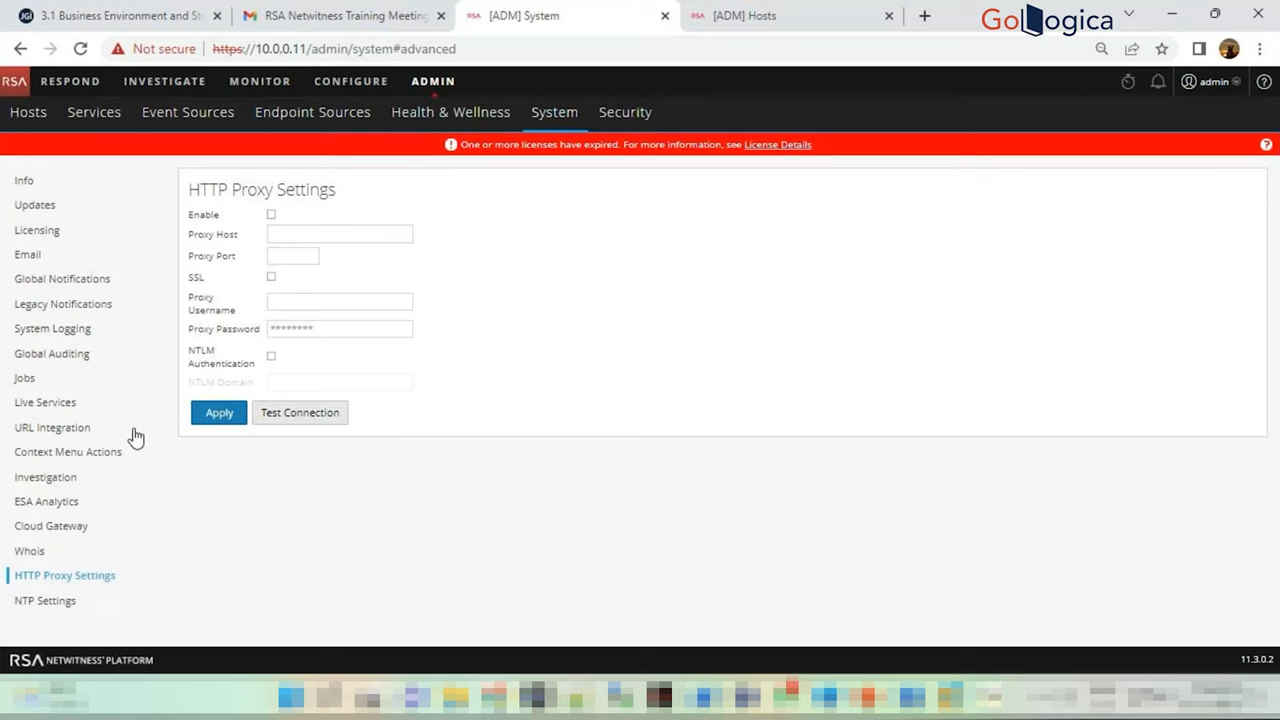 3.1 Business Environment and St
RSA Netwitness Training Meeting
[ADM] System
[ADM] Hosts
GoLogica
Not secure
https://10.0.0.11/admin/system#advanced
RSA
RESPOND
INVESTIGATE
MONITOR
CONFIGURE
ADMIN
admin
Hosts
Services
Event Sources
Endpoint Sources
Health & Wellness
System
Security
One or more licenses have expired. For more information, see License Details
Info
Updates
Licensing
Email
Global Notifications
Legacy Notifications
System Logging
Global Auditing
Jobs
Live Services
URL Integration
Context Menu Actions
Investigation
ESA Analytics
Cloud Gateway
Whois
HTTP Proxy Settings
NTP Settings
HTTP Proxy Settings
Enable
Proxy Host
Proxy Port
SSL
Proxy
Username
Proxy Password ********
NTLM
Authentication
NTLM Domain
Apply
Test Connection
RSA NETWITNESS® PLATFORM
11.3.0.2